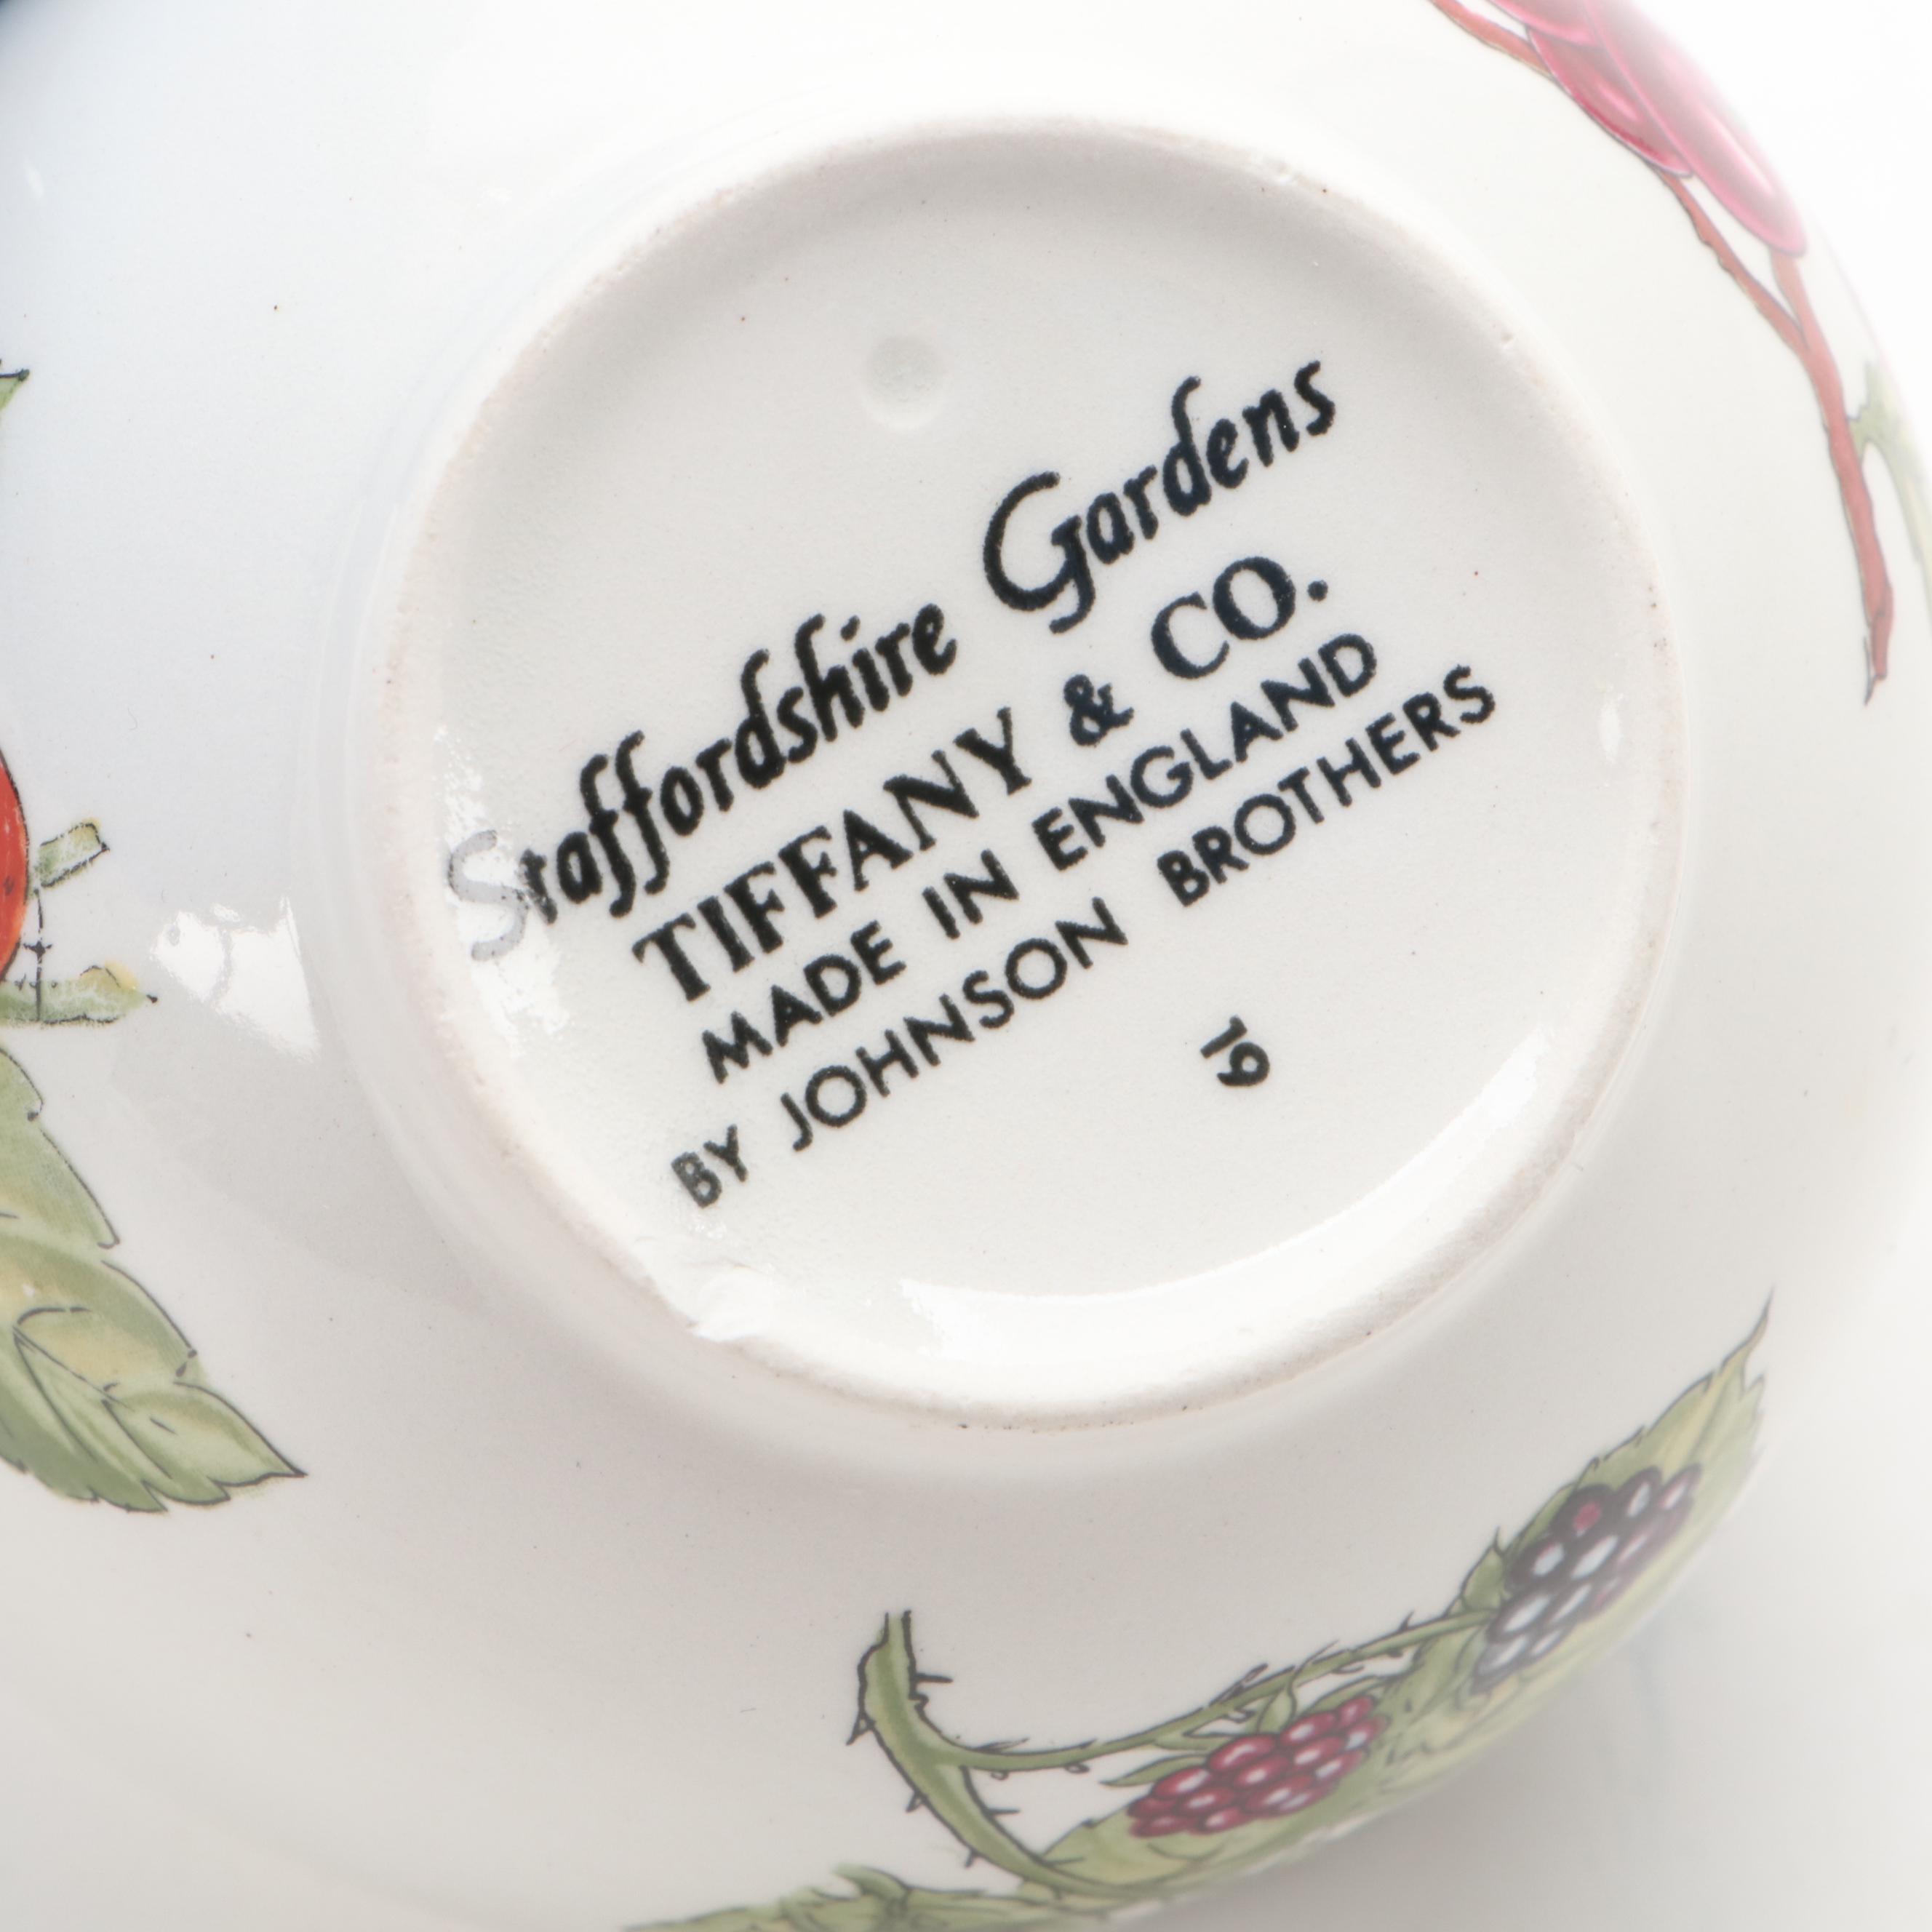 Staffordshire Gardens
TIFFANY & CO.
MADE IN ENGLAND
BY JOHNSON BROTHERS
19